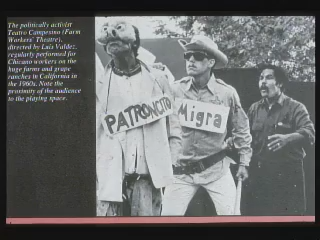 The politically activist
Teatro Campesino (Farm
Workers' Theatre),
directed by Luis Valdez,
regularly performed for
Chicano workers on the
huge farms and grape
ranches in California in
the 1960s. Note the
proximity of the audience
to the playing space.
PATRONCITO
Migra